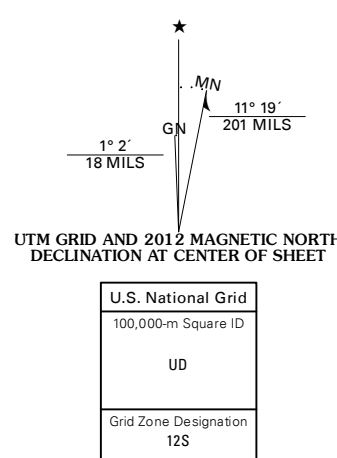 MN
11° 19´
201 MILS
GN
1° 2´
18 MILS
UTM GRID AND 2012 MAGNETIC NORTH
DECLINATION AT CENTER OF SHEET
U.S. National Grid
100,000-m Square ID
UD
Grid Zone Designation
12S